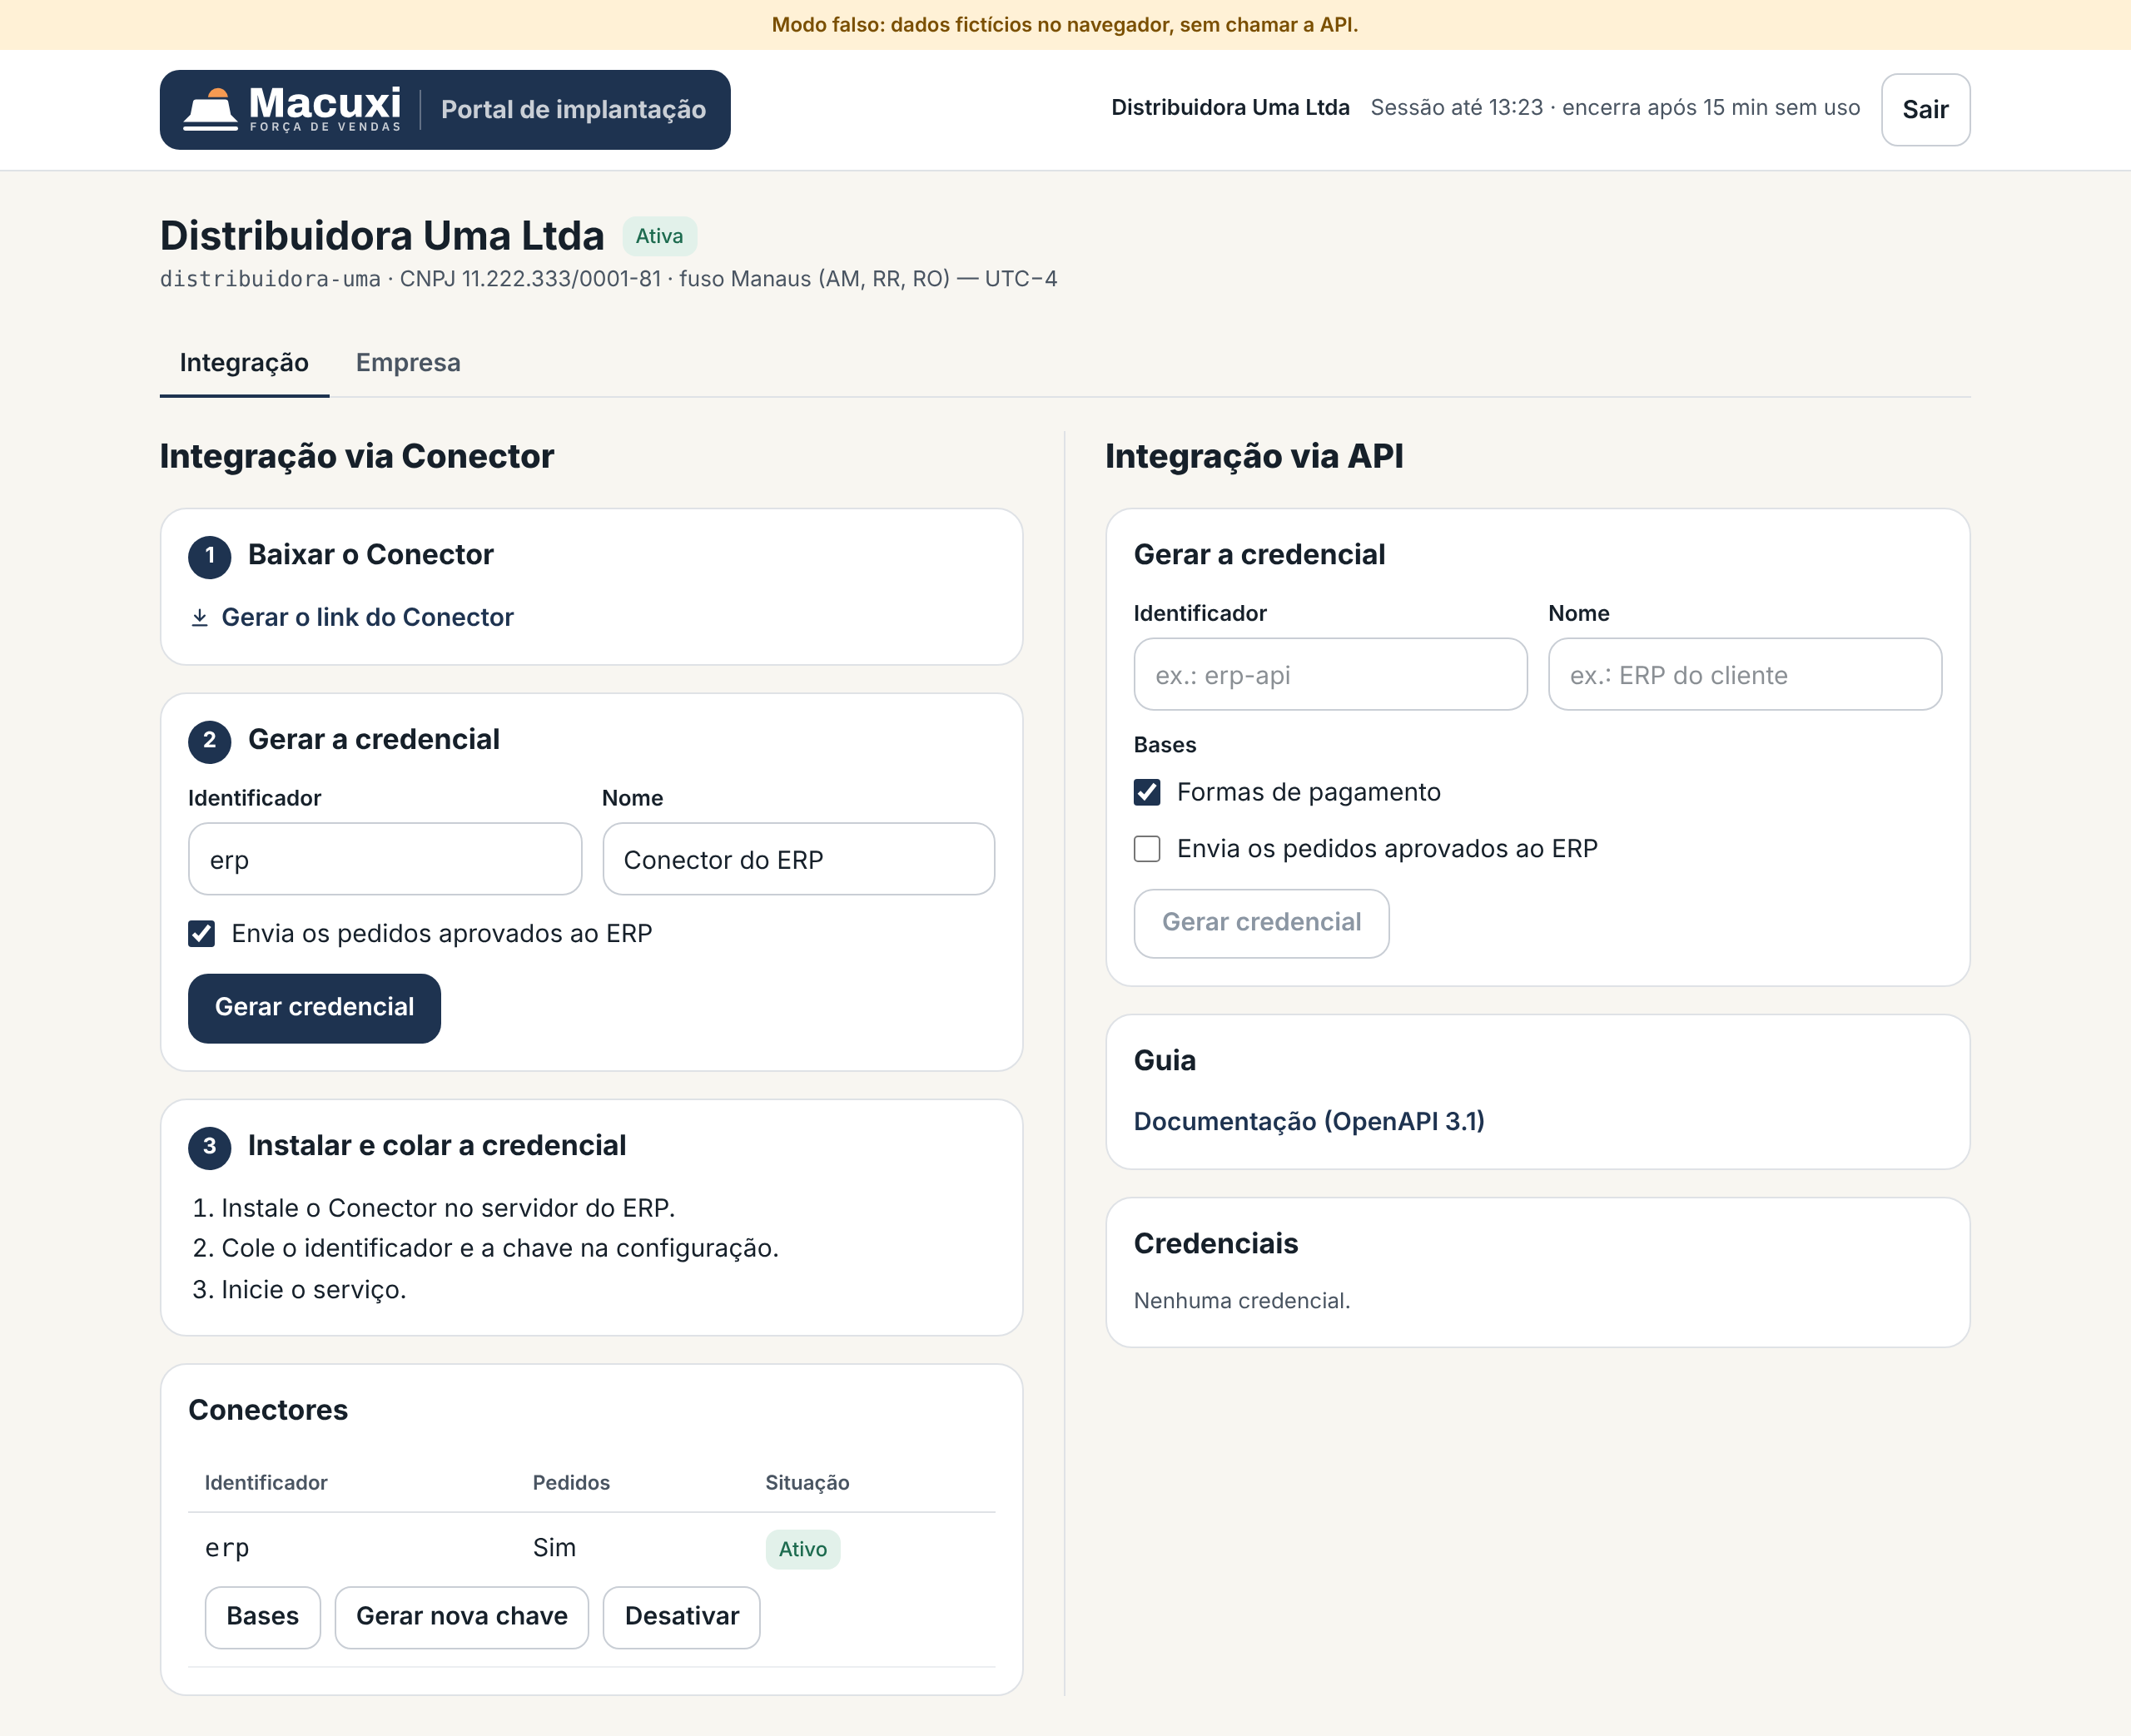 Modo falso: dados fictícios no navegador, sem chamar a API.
Macuxi
FORÇA DE VENDAS
Portal de implantação
Distribuidora Uma Ltda
Sessão até 13:23 · encerra após 15 min sem uso
Sair
Distribuidora Uma Ltda
Ativa
distribuidora-uma · CNPJ 11.222.333/0001-81 · fuso Manaus (AM, RR, RO) — UTC−4
Integração
Empresa
Integração via Conector
1 Baixar o Conector
Gerar o link do Conector
2 Gerar a credencial
Identificador
Nome
erp
Conector do ERP
Envia os pedidos aprovados ao ERP
Gerar credencial
3 Instalar e colar a credencial
1. Instale o Conector no servidor do ERP.
2. Cole o identificador e a chave na configuração.
3. Inicie o serviço.
Conectores
Identificador
Pedidos
Situação
erp
Sim
Ativo
Bases
Gerar nova chave
Desativar
Integração via API
Gerar a credencial
Identificador
Nome
ex.: erp-api
ex.: ERP do cliente
Bases
Formas de pagamento
Envia os pedidos aprovados ao ERP
Gerar credencial
Guia
Documentação (OpenAPI 3.1)
Credenciais
Nenhuma credencial.